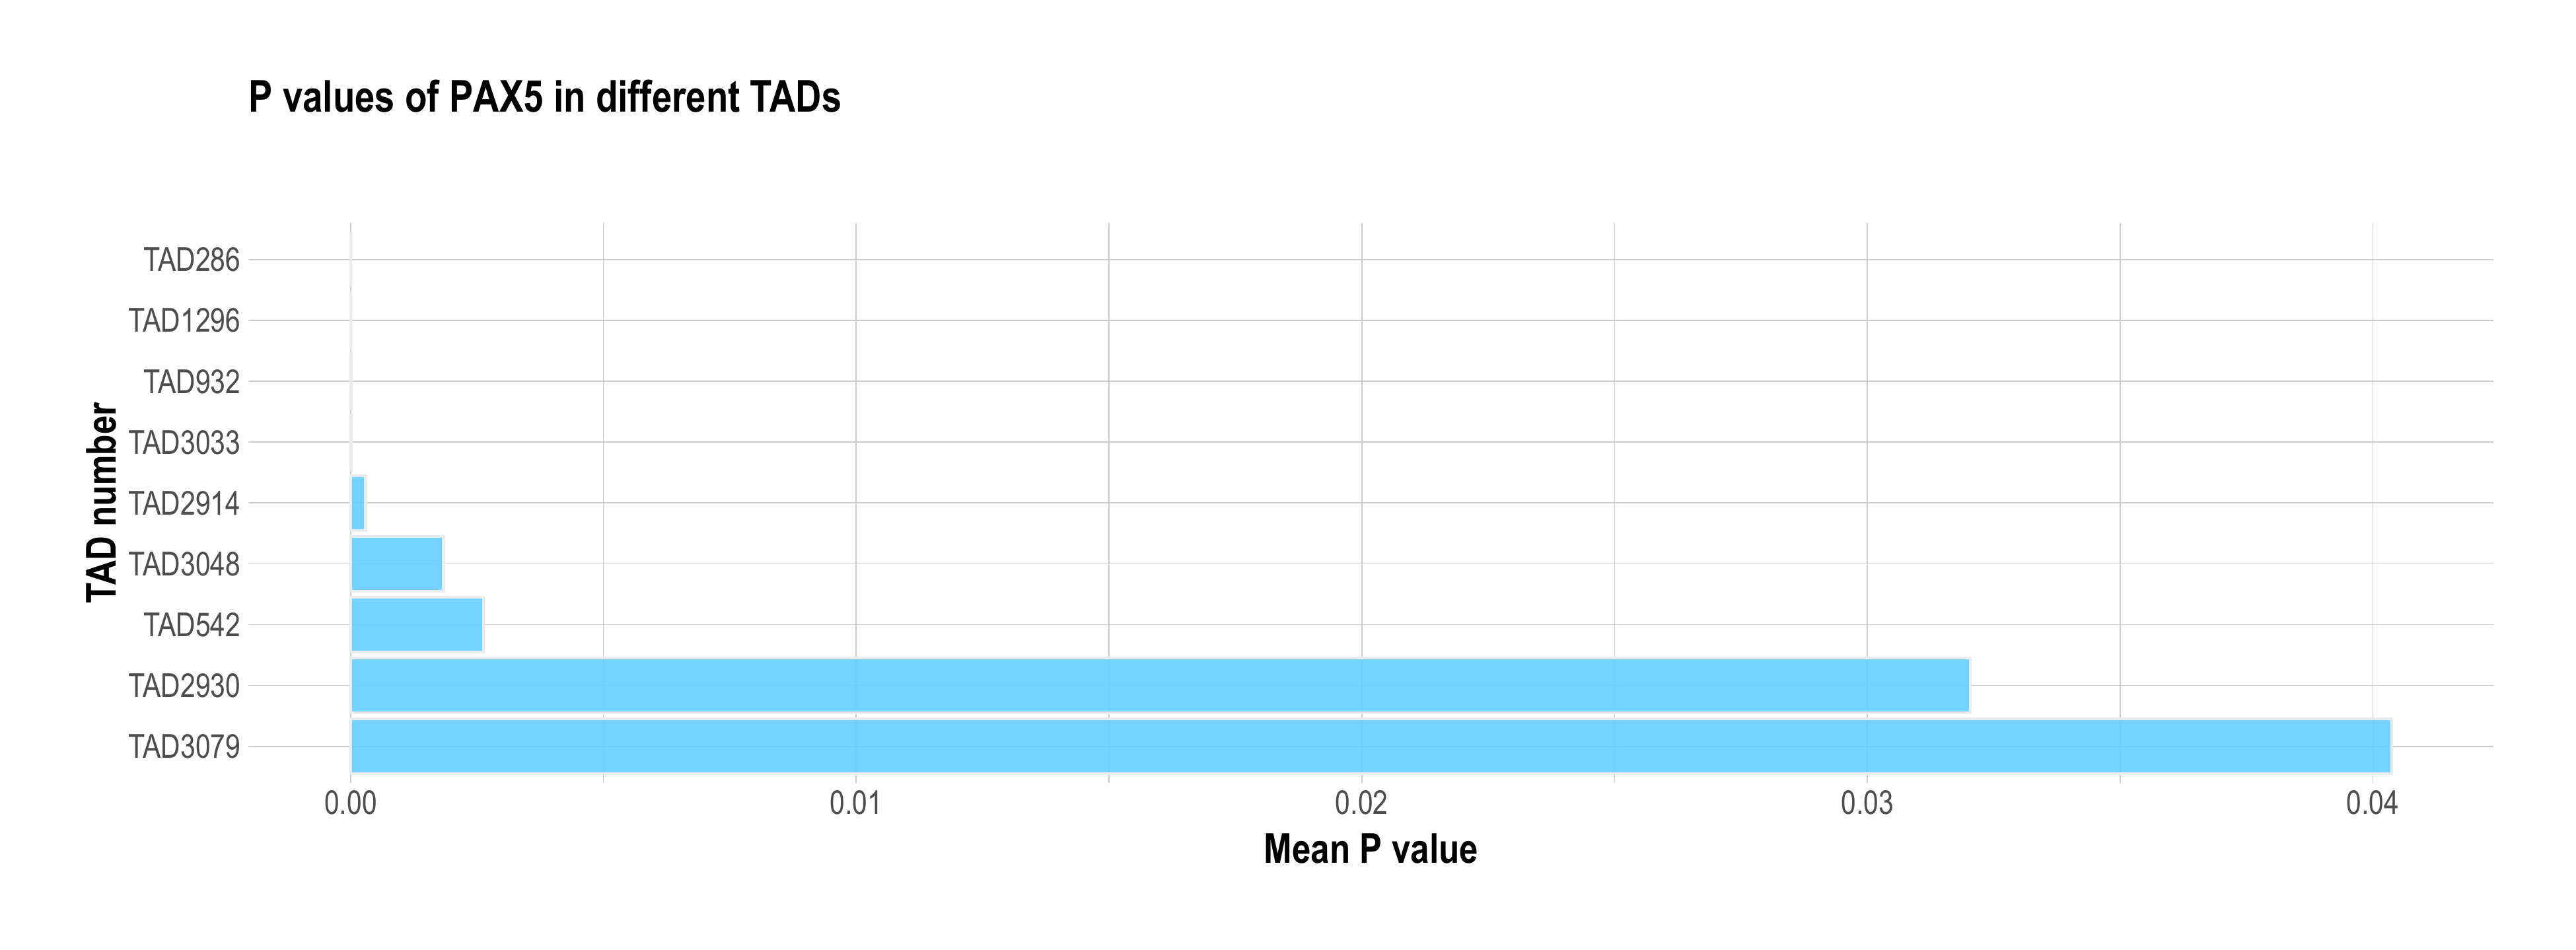 P values of PAX5 in different TADs
TAD number
TAD286
TAD1296
TAD932
TAD3033
TAD2914
TAD3048
TAD542
TAD2930
TAD3079
0.00 0.01 0.02 0.03 0.04
Mean P value